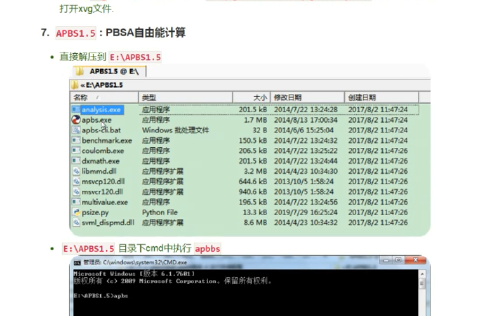 打开xvg文件.
7. APBS1.5：PBSA自由能计算
• 直接解压到 E:\APBS1.5
APBS1.5 @ E:\
« E:\APBS1.5
名称 类型 大小 修改日期 创建日期
analysis.exe 应用程序 201.5 kB 2014/7/22 13:24:28 2017/8/2 11:47:24
apbs.exe 应用程序 1.7 MB 2014/8/13 17:00:34 2017/8/2 11:47:24
apbs-cal.bat Windows 批处理文件 32 B 2014/6/6 15:25:04 2017/8/2 11:47:24
benchmark.exe 应用程序 150.5 kB 2014/7/22 13:24:32 2017/8/2 11:47:24
coulomb.exe 应用程序 206.5 kB 2014/7/22 13:25:22 2017/8/2 11:47:26
dxmath.exe 应用程序 201.5 kB 2014/7/22 13:24:44 2017/8/2 11:47:26
libmmd.dll 应用程序扩展 3.2 MB 2014/4/23 10:34:30 2017/8/2 11:47:24
msvcp120.dll 应用程序扩展 644.6 kB 2013/10/5 1:58:24 2017/8/2 11:47:24
msvcr120.dll 应用程序扩展 940.6 kB 2013/10/5 1:58:24 2017/8/2 11:47:24
multivalue.exe 应用程序 196.5 kB 2014/7/22 13:24:56 2017/8/2 11:47:24
psize.py Python File 13.3 kB 2019/7/29 16:25:24 2017/8/2 11:47:24
svml_dispmd.dll 应用程序扩展 8.6 MB 2014/4/23 10:34:32 2017/8/2 11:47:24
• E:\APBS1.5 目录下cmd中执行 apbbs
管理员: C:\windows\system32\CMD.exe
Microsoft Windows [版本 6.1.7601]
版权所有 (c) 2009 Microsoft Corporation。保留所有权利。
E:\APBS1.5>apbs